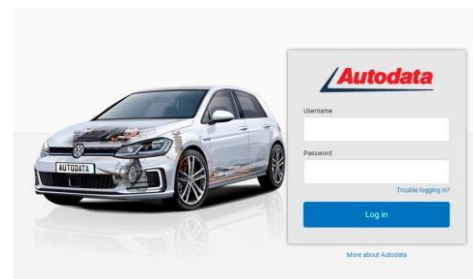 Autodata
Username
AUTODATA
Password
Trouble logging in?
Log in
More about Autodata